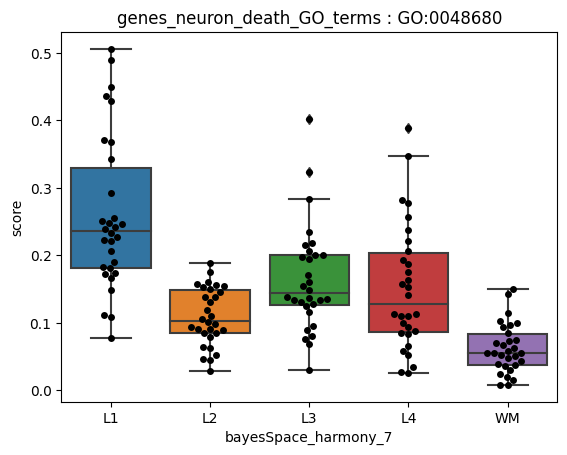 genes_neuron_death_GO_terms : GO:0048680
0.5
0.4
0.3
0.2
0.1
0.0
score
L1 L2 L3 L4 WM
bayesSpace_harmony_7